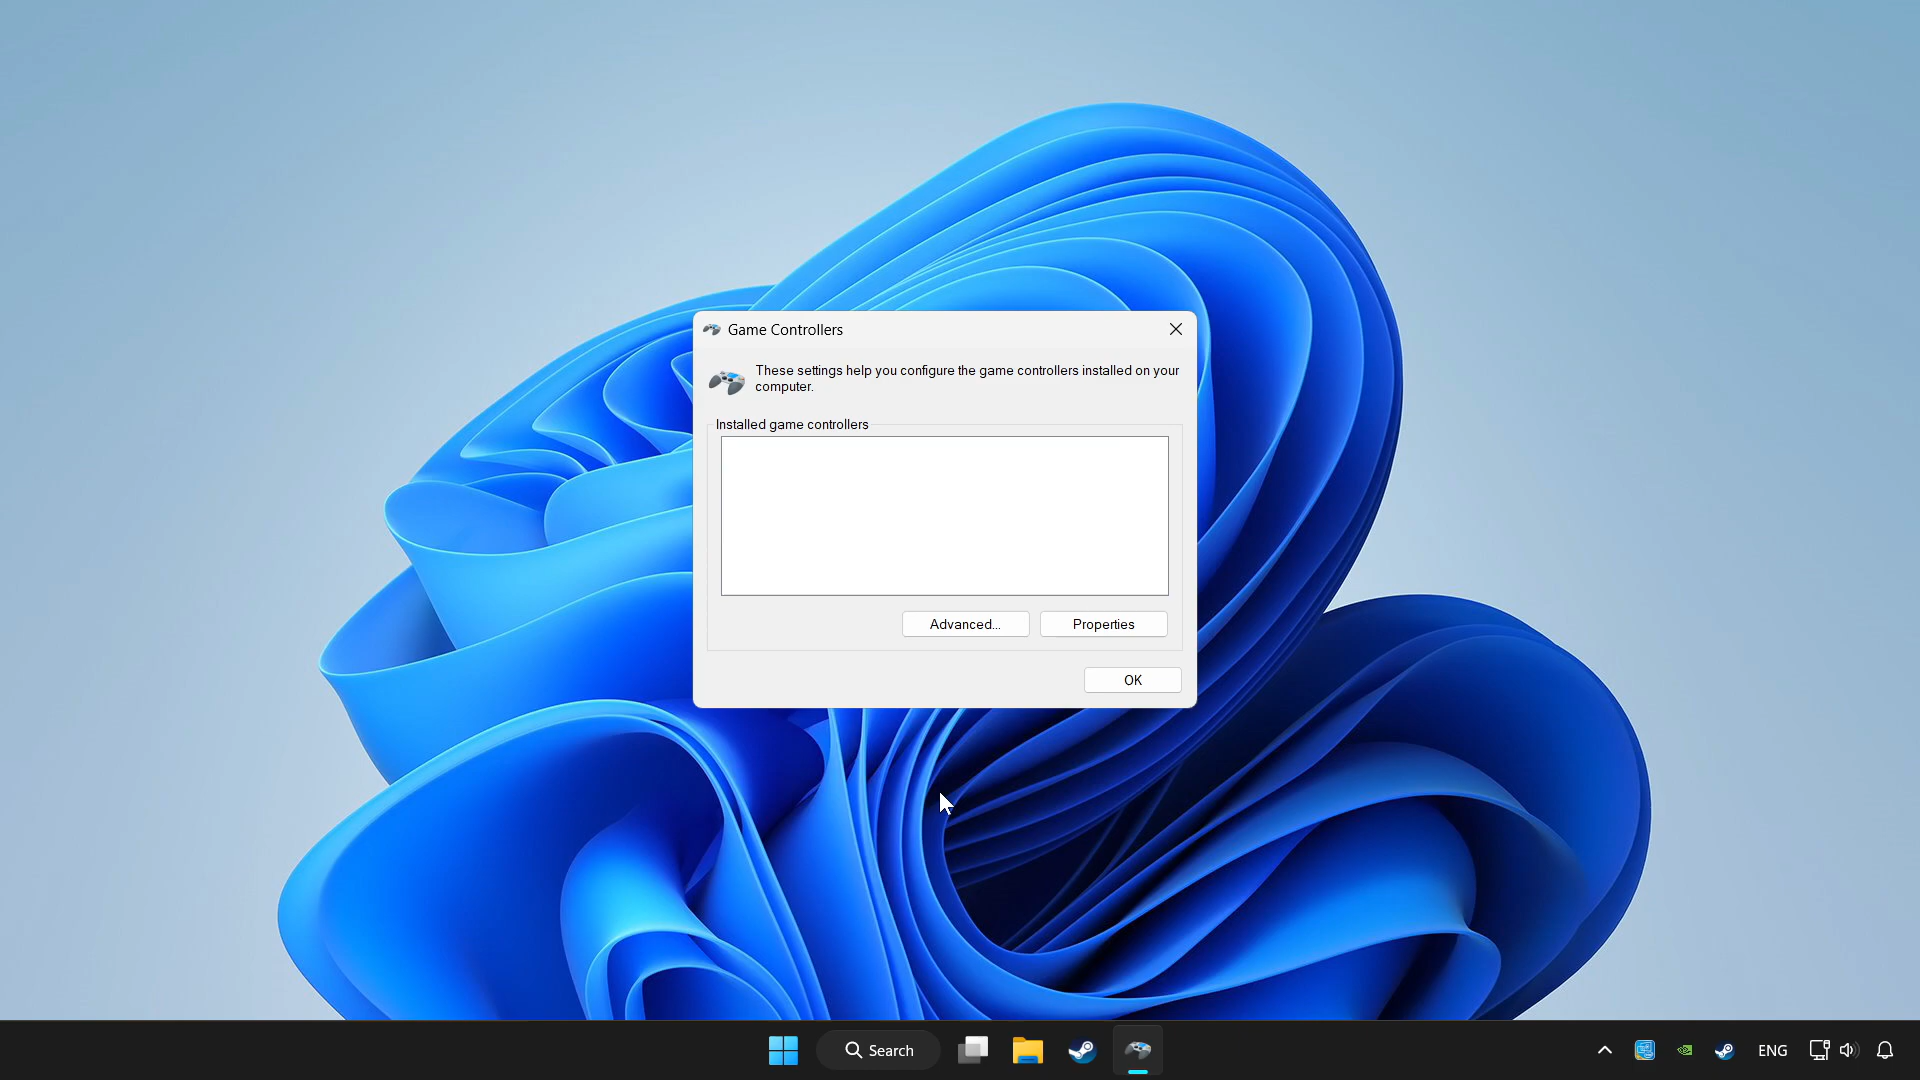 Game Controllers
These settings help you configure the game controllers installed on your
computer.
Installed game controllers
Advanced...
Properties
OK
Search
ENG